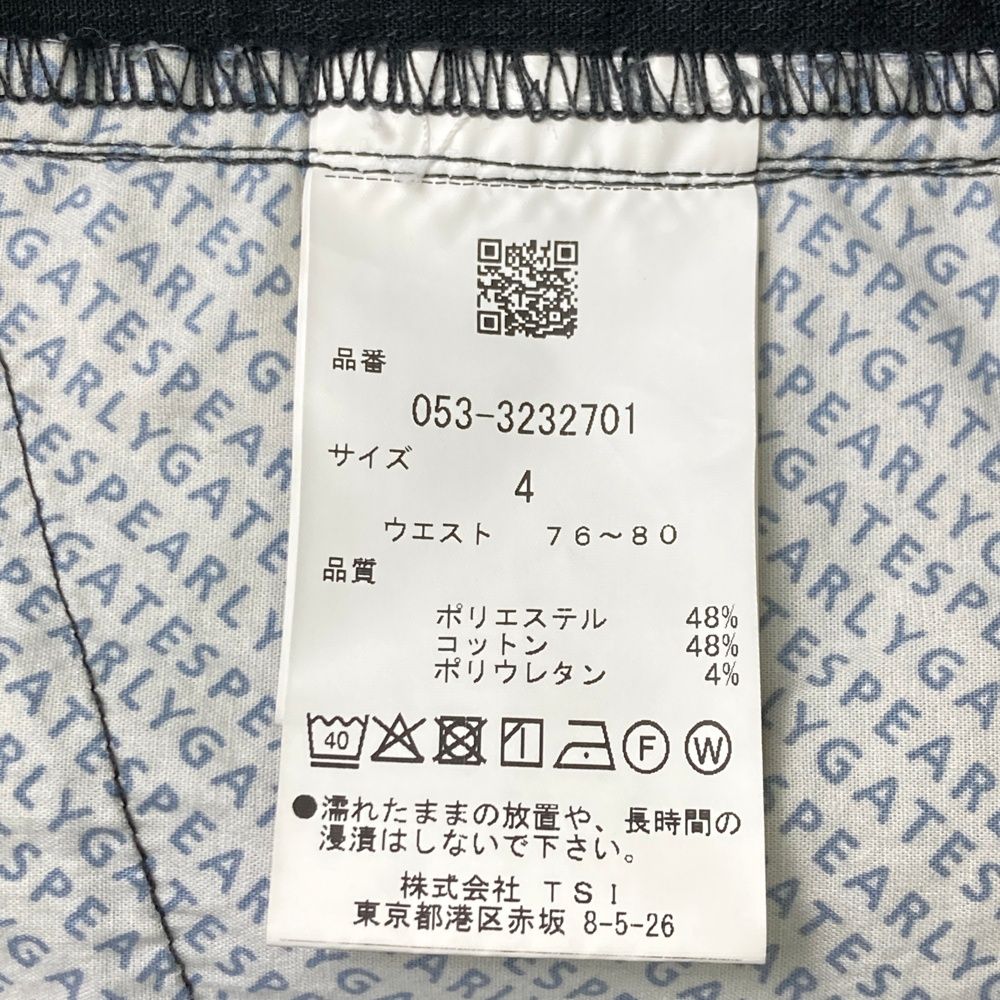 品番
053-3232701
サイズ
4
ウエスト 76～80
品質
ポリエステル 48%
コットン 48%
ポリウレタン 4%
40 F W
●濡れたままの放置や、長時間の
浸漬はしないで下さい。
株式会社 TSI
東京都港区赤坂 8-5-26
PEARLYGATES